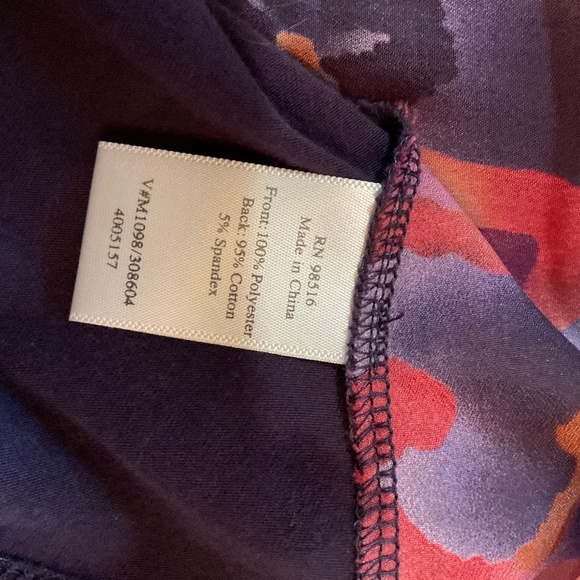 RN 98516
Made in China
Front: 100% Polyester
Back: 95% Cotton
5% Spandex
V#M1098/308604
4005157